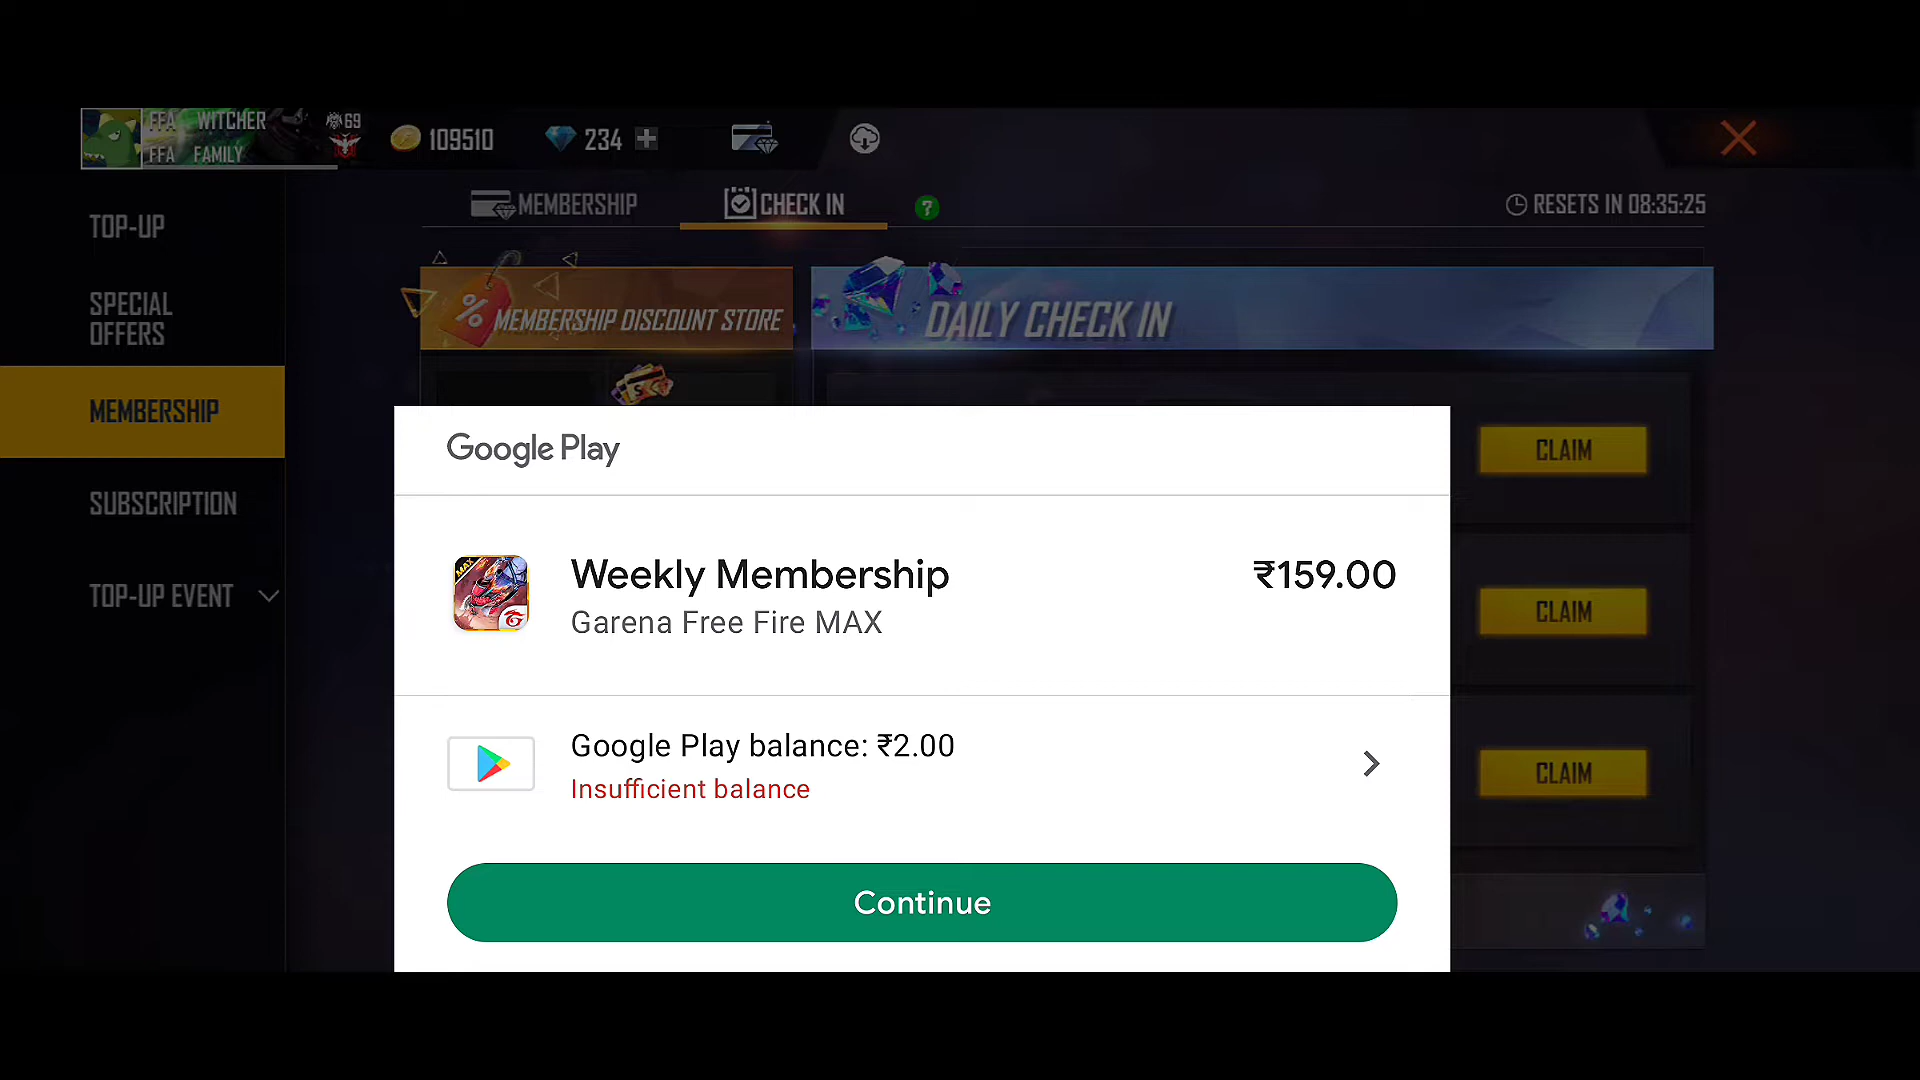 FFA WITCHER
FFA FAMILY
69
109510
234
MEMBERSHIP
CHECK IN
?
RESETS IN 08:35:25
TOP-UP
SPECIAL
OFFERS
MEMBERSHIP
SUBSCRIPTION
TOP-UP EVENT
%
MEMBERSHIP DISCOUNT STORE
DAILY CHECK IN
CLAIM
CLAIM
CLAIM
Google Play
MAX
Weekly Membership
₹159.00
Garena Free Fire MAX
Google Play balance: ₹2.00
Insufficient balance
Continue